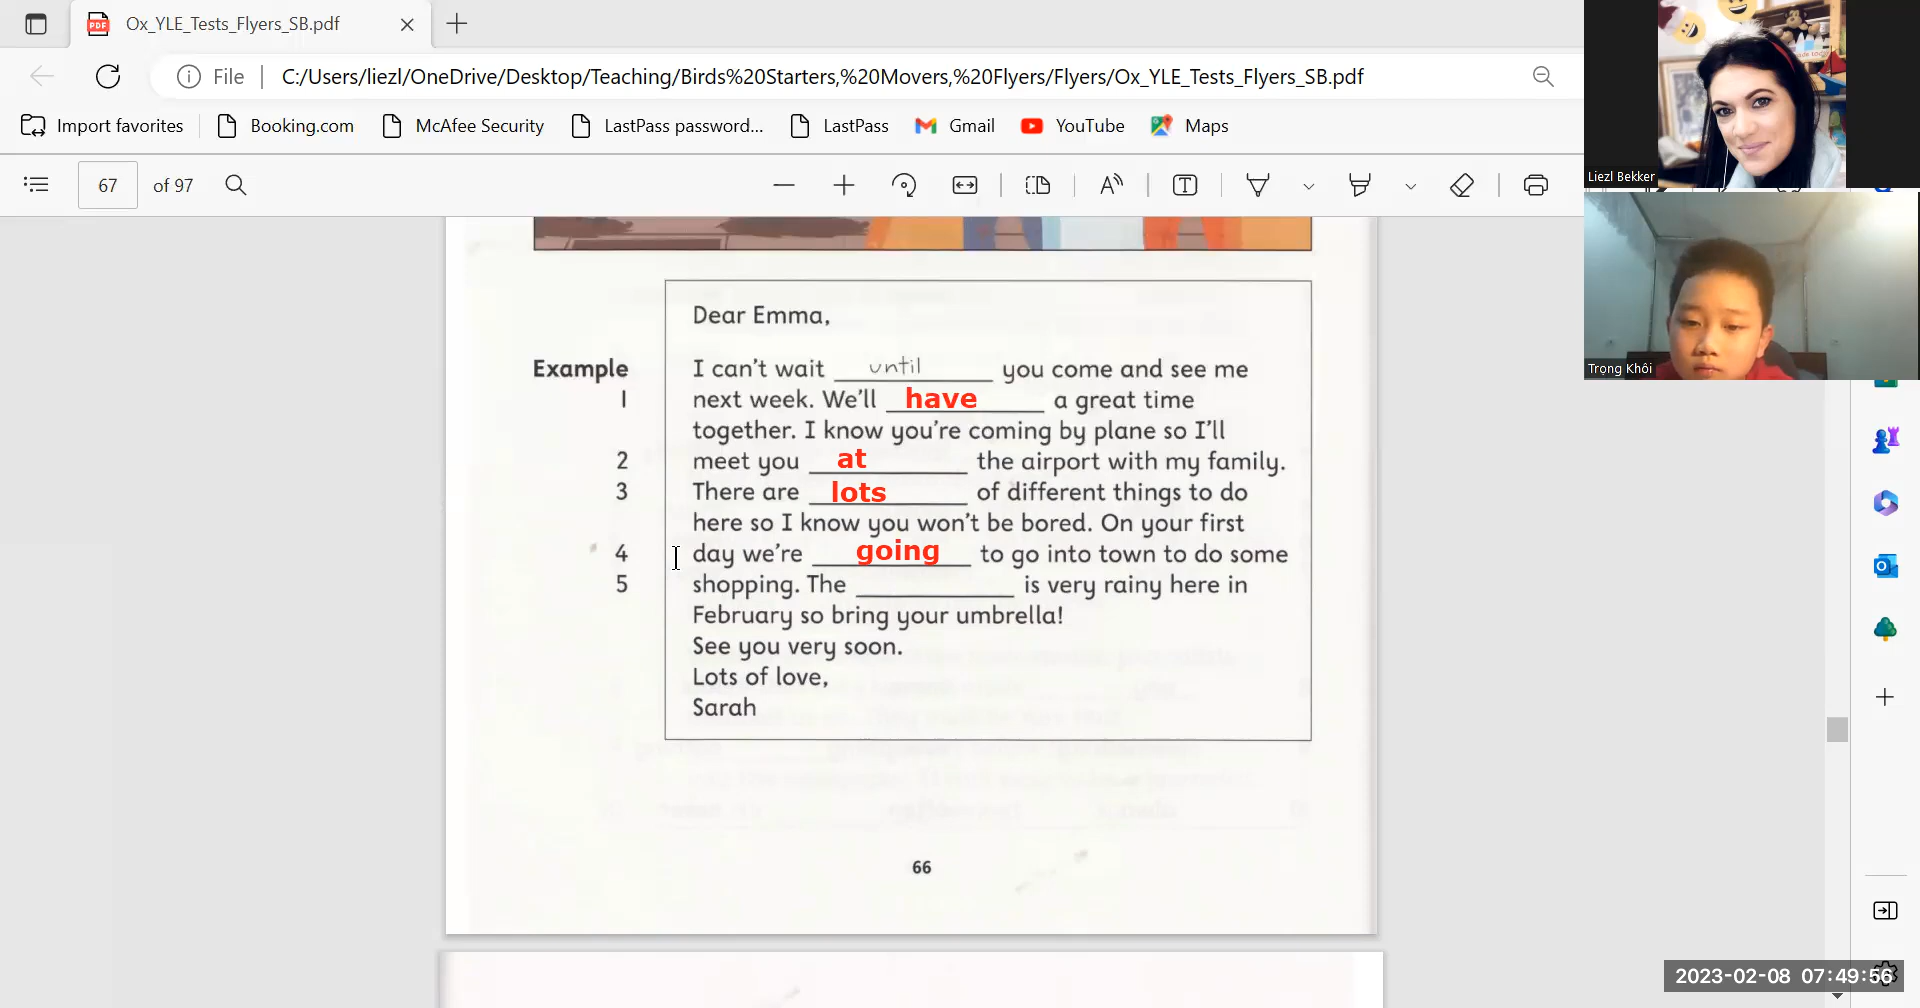 Ox_YLE_Tests_Flyers_SB.pdf
File C:/Users/liezl/OneDrive/Desktop/Teaching/Birds%20Starters,%20Movers,%20Flyers/Flyers/Ox_YLE_Tests_Flyers_SB.pdf
Import favorites Booking.com McAfee Security LastPass password... LastPass Gmail YouTube Maps
67 of 97
Liezl Bekker
Trọng Khôi
Dear Emma,
Example I can't wait until you come and see me
1 next week. We'll have a great time
together. I know you're coming by plane so I'll
2 meet you at the airport with my family.
3 There are lots of different things to do
here so I know you won't be bored. On your first
4 day we're going to go into town to do some
5 shopping. The ____________ is very rainy here in
February so bring your umbrella!
See you very soon.
Lots of love,
Sarah
66
2023-02-08 07:49:56